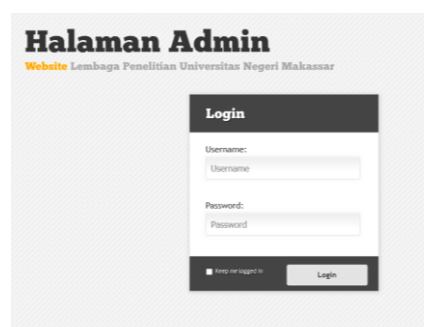 Halaman Admin
Website Lembaga Penelitian Universitas Negeri Makassar
Login
Username:
Username
Password:
Password
Keep me logged in
Login